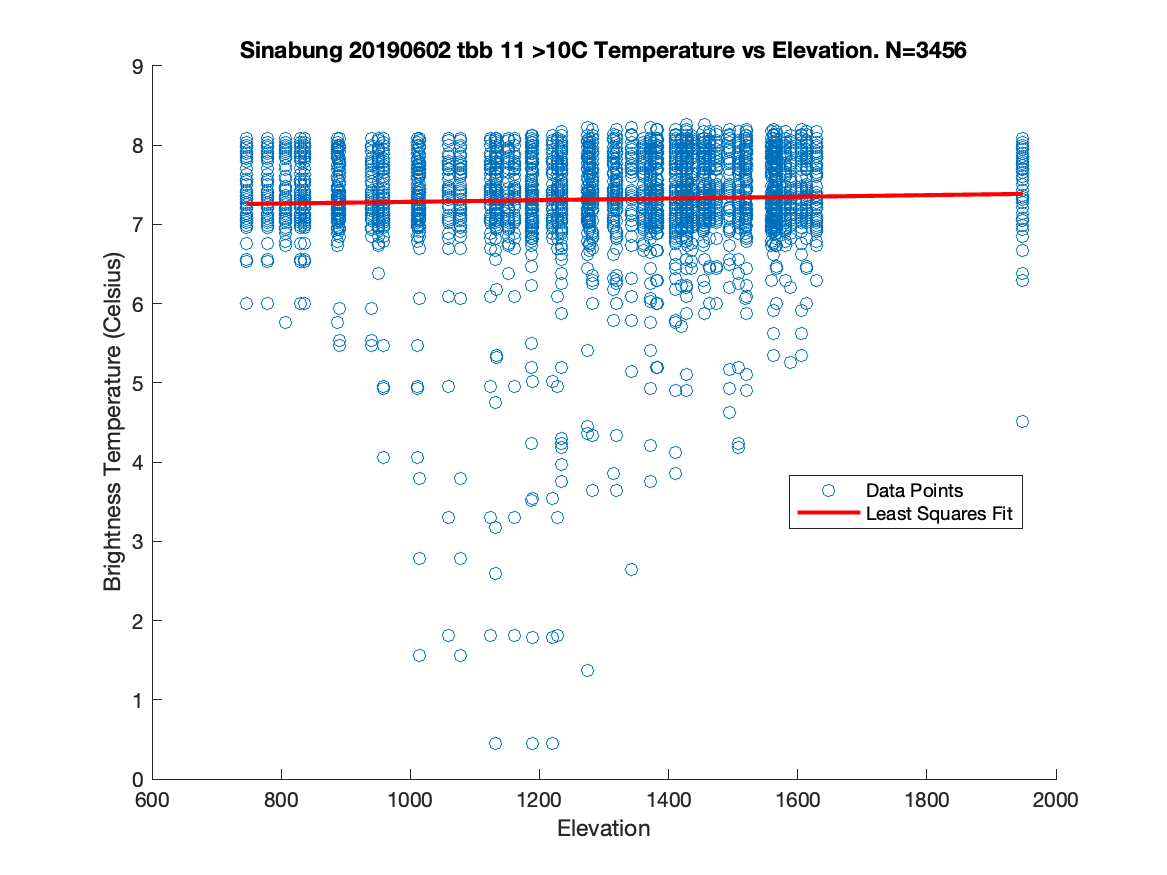 Sinabung 20190602 tbb 11 >10C Temperature vs Elevation. N=3456
9
8
7
6
5
4
3
2
1
0
Brightness Temperature (Celsius)
Data Points
Least Squares Fit
600 800 1000 1200 1400 1600 1800 2000
Elevation